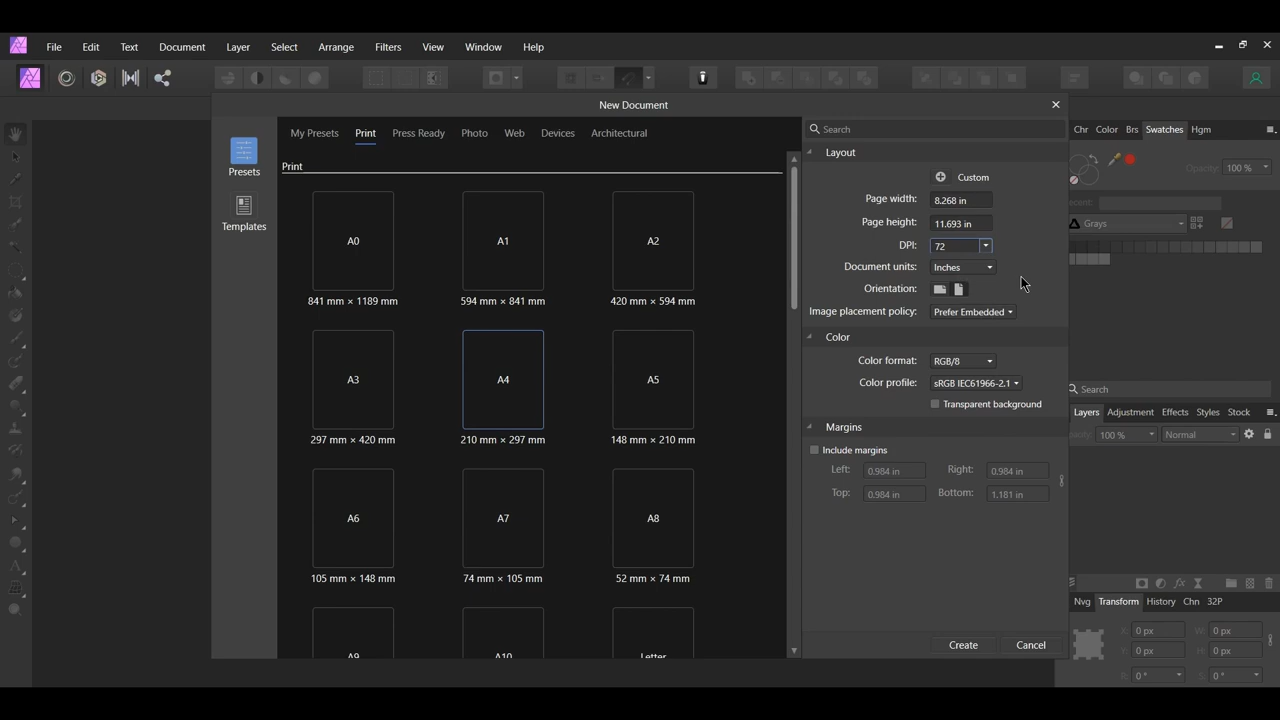 File Edit Text Document Layer Select Arrange Filters View Window Help
New Document
My Presets Print Press Ready Photo Web Devices Architectural
Presets
Templates
Print
A0 A1 A2
841 mm × 1189 mm 594 mm × 841 mm 420 mm × 594 mm
A3 A4 A5
297 mm × 420 mm 210 mm × 297 mm 148 mm × 210 mm
A6 A7 A8
105 mm × 148 mm 74 mm × 105 mm 52 mm × 74 mm
A9 A10 Letter
Search
Layout
Custom
Page width: 8.268 in
Page height: 11.693 in
DPI: 72
Document units: Inches
Orientation:
Image placement policy: Prefer Embedded
Color
Color format: RGB/8
Color profile: sRGB IEC61966-2.1
Transparent background
Margins
Include margins
Left: 0.984 in Right: 0.984 in
Top: 0.984 in Bottom: 1.181 in
Create Cancel
Chr Color Brs Swatches Hgm
Opacity: 100 %
Grays
Search
Layers Adjustment Effects Styles Stock
100 % Normal
fx
Nvg Transform History Chn 32P
X: 0 px W: 0 px
Y: 0 px H: 0 px
R: 0 ° S: 0 °